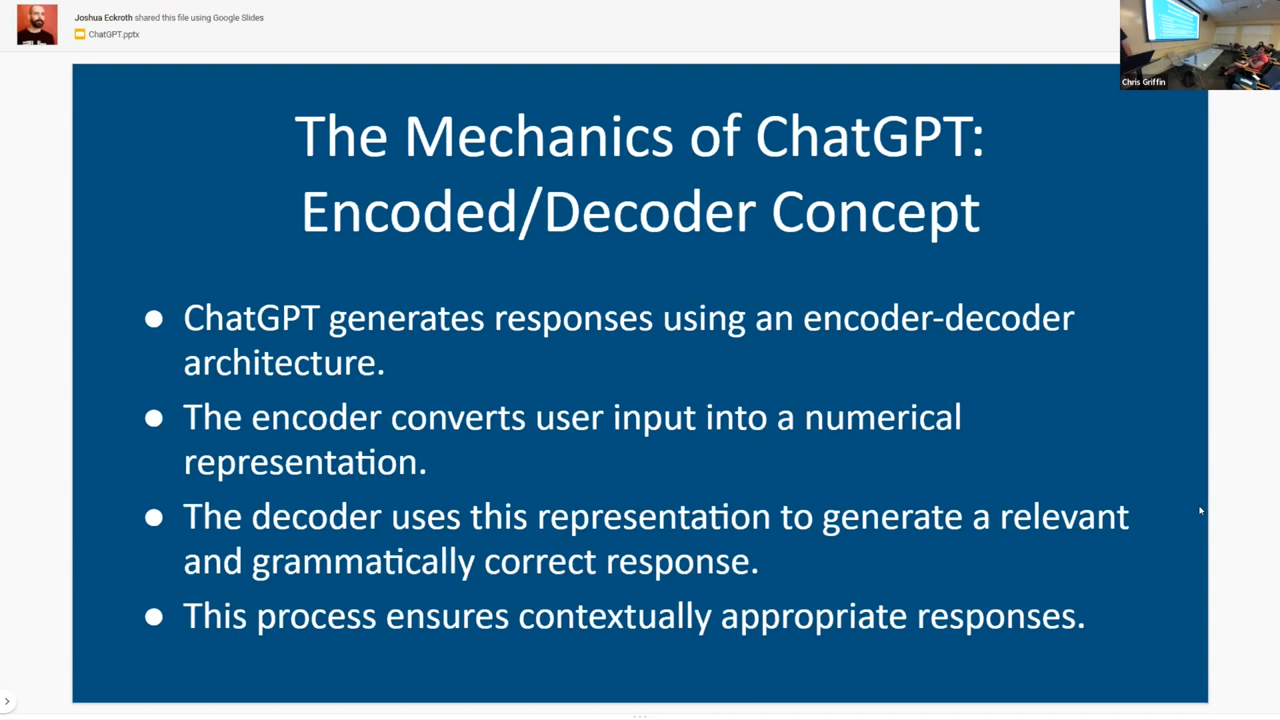 Joshua Eckroth shared this file using Google Slides
ChatGPT.pptx
Chris Griffin
The Mechanics of ChatGPT:
Encoded/Decoder Concept
● ChatGPT generates responses using an encoder-decoder
architecture.
● The encoder converts user input into a numerical
representation.
● The decoder uses this representation to generate a relevant
and grammatically correct response.
● This process ensures contextually appropriate responses.